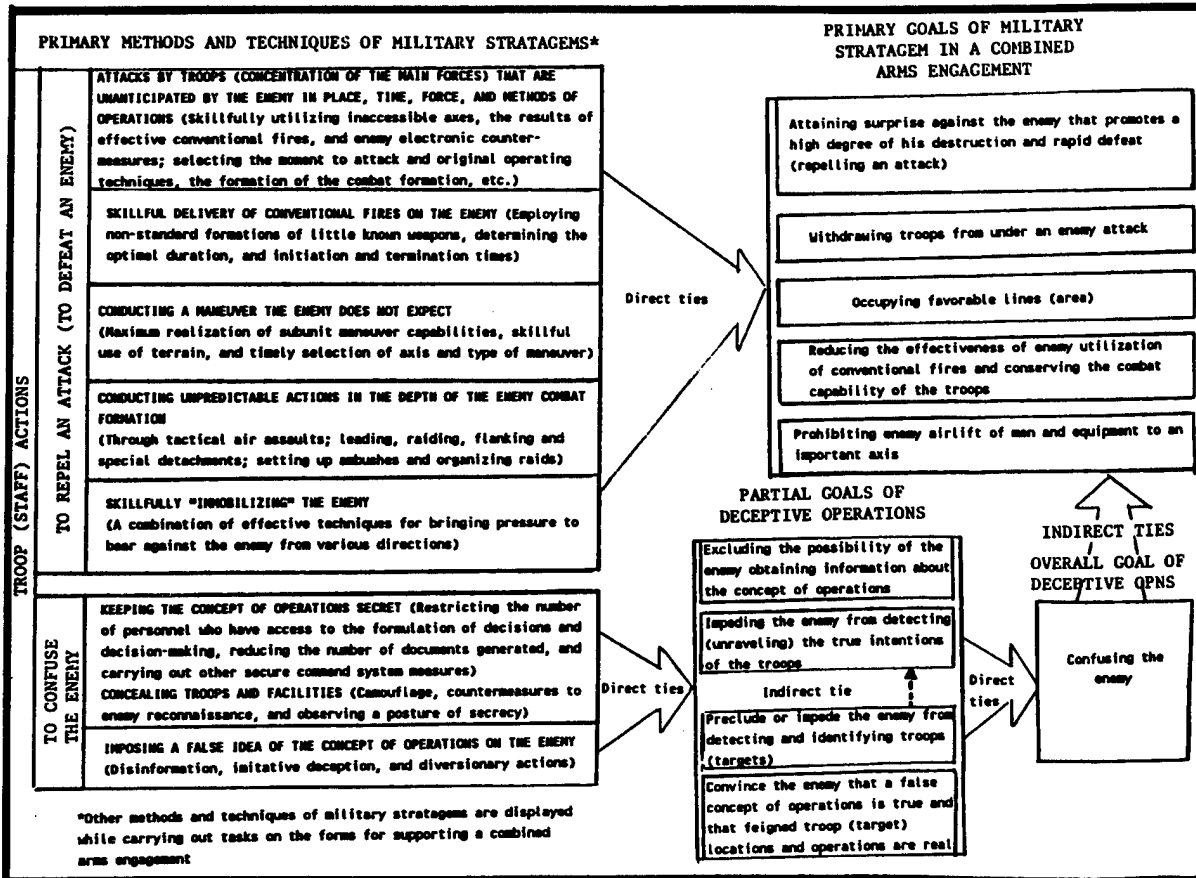 PRIMARY METHODS AND TECHNIQUES OF MILITARY STRATAGEMS*
TROOP (STAFF) ACTIONS
TO REPEL AN ATTACK (TO DEFEAT AN ENEMY)
ATTACKS BY TROOPS (CONCENTRATION OF THE MAIN FORCES) THAT ARE
UNANTICIPATED BY THE ENEMY IN PLACE, TIME, FORCE, AND METHODS OF
OPERATIONS (Skillfully utilizing inaccessible axes, the results of
effective conventional fires, and enemy electronic counter-
measures; selecting the moment to attack and original operating
techniques, the formation of the combat formation, etc.)
SKILLFUL DELIVERY OF CONVENTIONAL FIRES ON THE ENEMY (Employing
non-standard formations of little known weapons, determining the
optimal duration, and initiation and termination times)
CONDUCTING A MANEUVER THE ENEMY DOES NOT EXPECT
(Maximum realization of subunit maneuver capabilities, skillful
use of terrain, and timely selection of axis and type of maneuver)
CONDUCTING UNPREDICTABLE ACTIONS IN THE DEPTH OF THE ENEMY COMBAT
FORMATION
(Through tactical air assaults; leading, raiding, flanking and
special detachments; setting up ambushes and organizing raids)
SKILLFULLY "IMMOBILIZING" THE ENEMY
(A combination of effective techniques for bringing pressure to
bear against the enemy from various directions)
TO CONFUSE
THE ENEMY
KEEPING THE CONCEPT OF OPERATIONS SECRET (Restricting the number
of personnel who have access to the formulation of decisions and
decision-making, reducing the number of documents generated, and
carrying out other secure command system measures)
CONCEALING TROOPS AND FACILITIES (Camouflage, countermeasures to
enemy reconnaissance, and observing a posture of secrecy)
IMPOSING A FALSE IDEA OF THE CONCEPT OF OPERATIONS ON THE ENEMY
(Disinformation, imitative deception, and diversionary actions)
*Other methods and techniques of military stratagems are displayed
while carrying out tasks on the forms for supporting a combined
arms engagement
Direct ties
Direct ties
PRIMARY GOALS OF MILITARY
STRATAGEM IN A COMBINED
ARMS ENGAGEMENT
Attaining surprise against the enemy that promotes a
high degree of his destruction and rapid defeat
(repelling an attack)
Withdrawing troops from under an enemy attack
Occupying favorable lines (area)
Reducing the effectiveness of enemy utilization
of conventional fires and conserving the combat
capability of the troops
Prohibiting enemy airlift of men and equipment to an
important axis
PARTIAL GOALS OF
DECEPTIVE OPERATIONS
Excluding the possibility of the
enemy obtaining information about
the concept of operations
Impeding the enemy from detecting
(unraveling) the true intentions
of the troops
Indirect tie
Preclude or impede the enemy from
detecting and identifying troops
(targets)
Convince the enemy that a false
concept of operations is true and
that feigned troop (target)
locations and operations are real
Direct
ties
INDIRECT TIES
OVERALL GOAL OF
DECEPTIVE OPNS
Confusing the
enemy